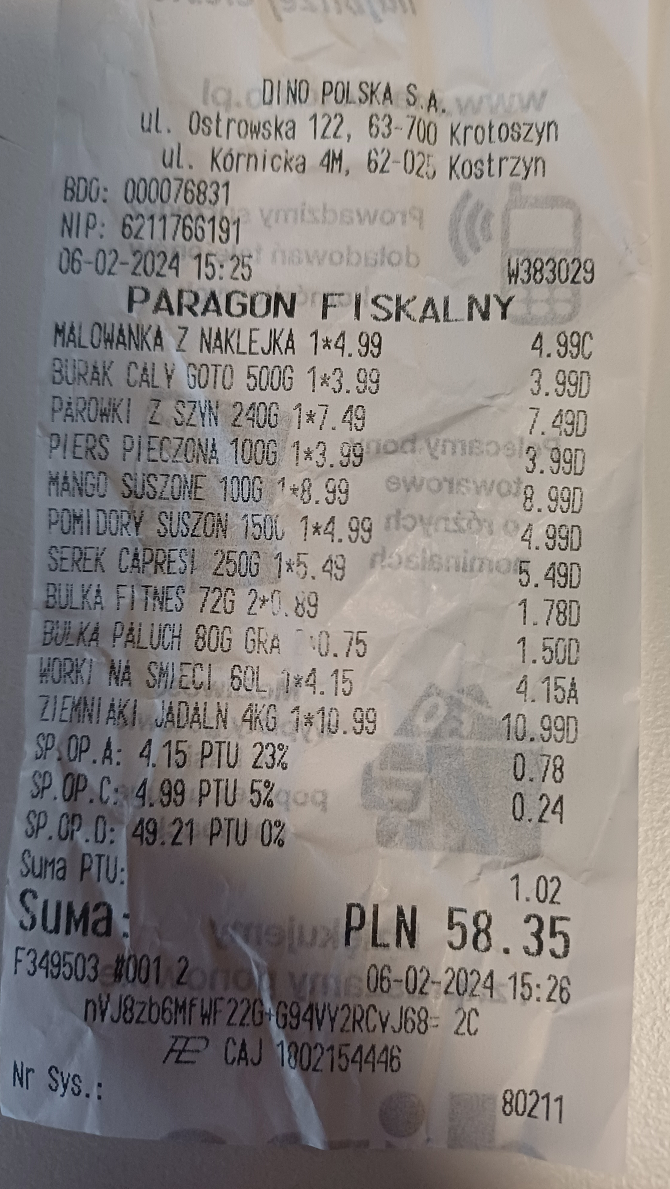 DINO POLSKA S.A.
ul. Ostrowska 122, 63-700 Krotoszyn
ul. Kórnicka 4M, 62-025 Kostrzyn
BDO: 000076831
NIP: 6211766191
06-02-2024 15:25 W383029
PARAGON FISKALNY
MALOWANKA Z NAKLEJKA 1*4.99 4.99C
BURAK CALY GOTO 500G 1*3.99 3.99D
PAROWKI Z SZYN 240G 1*7.49 7.49D
PIERS PIECZONA 100G 1*3.99 3.99D
MANGO SUSZONE 100G 1*8.99 8.99D
POMIDORY SUSZON 150G 1*4.99 4.99D
SEREK CAPRESI 250G 1*5.49 5.49D
BULKA FITNES 72G 2*0.89 1.78D
BULKA PALUCH 80G GRA 0.75 1.50D
WORKI NA SMIECI 60L 1*4.15 4.15A
ZIEMNIAKI JADALN 4KG 1*10.99 10.99D
SP.OP.A: 4.15 PTU 23% 0.78
SP.OP.C: 4.99 PTU 5% 0.24
SP.OP.D: 49.21 PTU 0%
Suma PTU: 1.02
Suma: PLN 58.35
F349503 #001 2 06-02-2024 15:26
nVJ8zb6MfWF22G+G94VY2RCvJ68= 2C
CAJ 1802154446
Nr Sys.: 80211